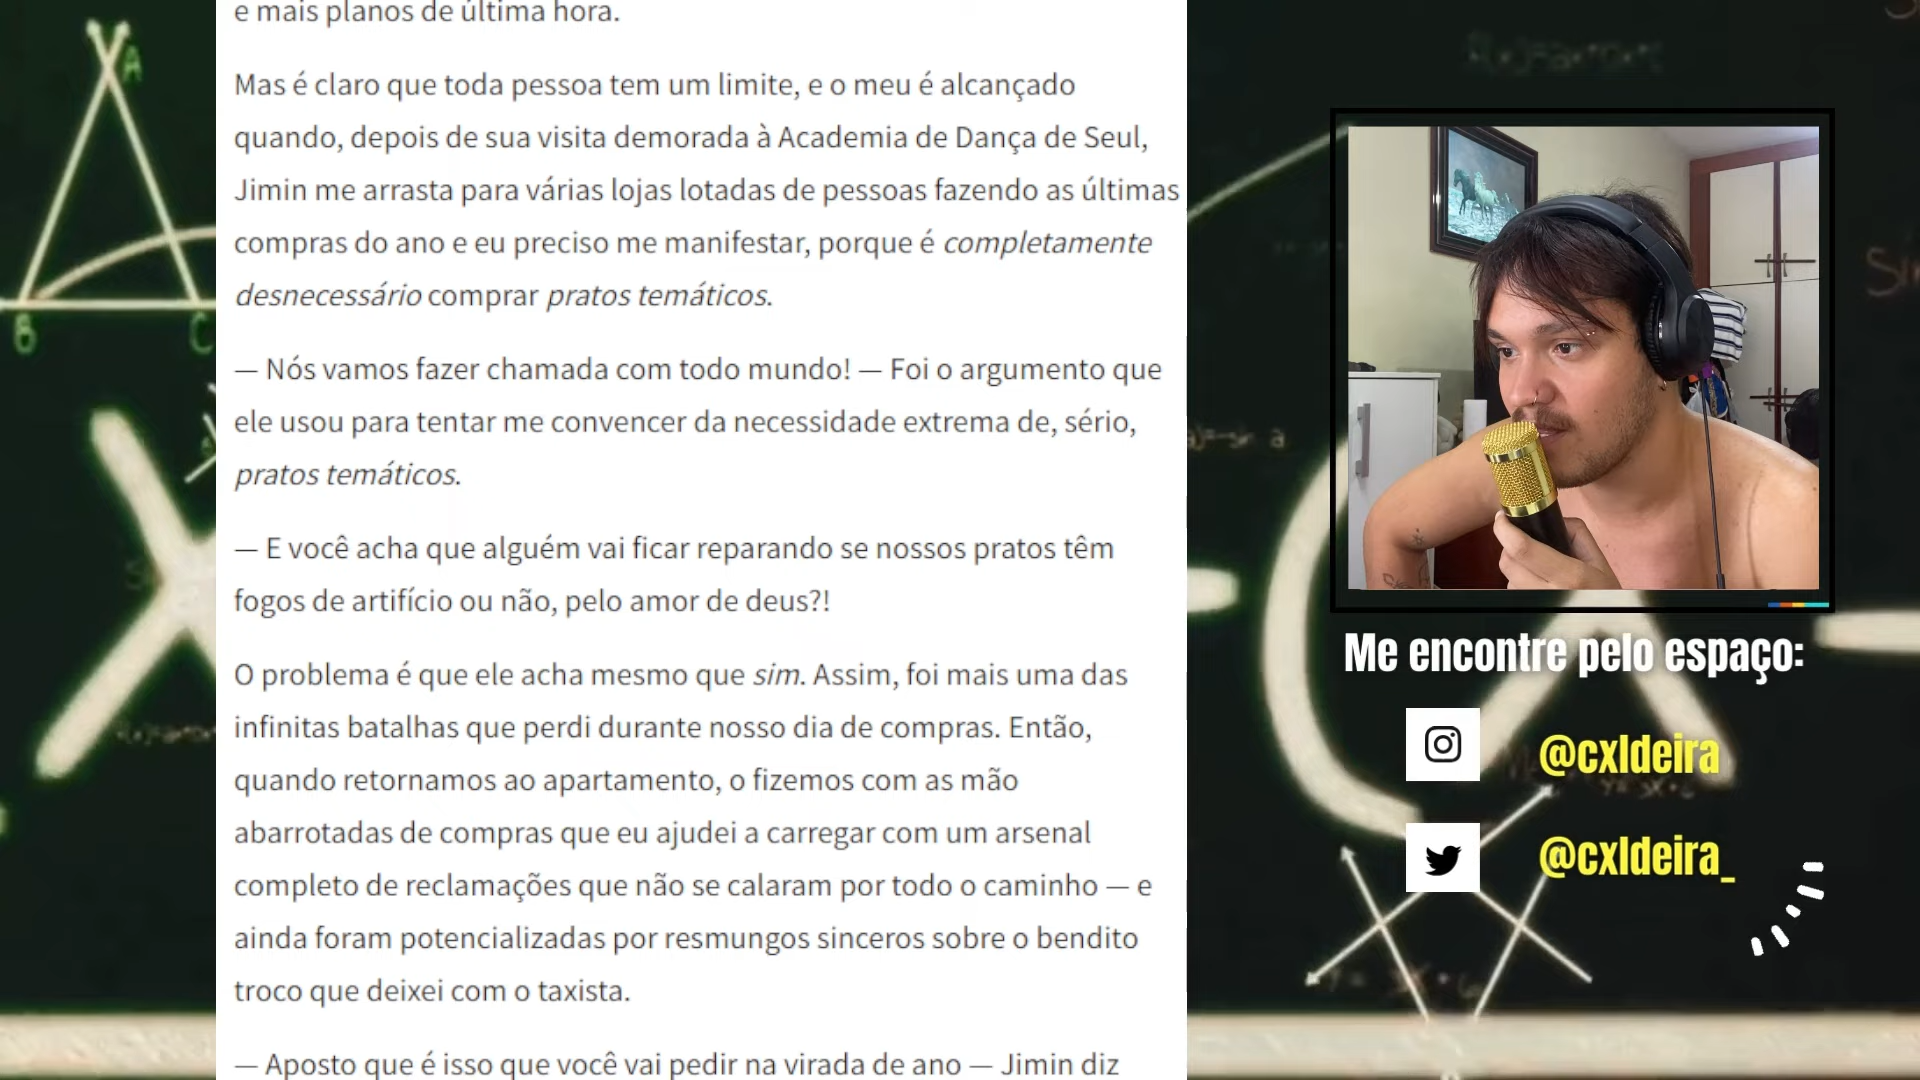 e mais planos de última hora.
Mas é claro que toda pessoa tem um limite, e o meu é alcançado
quando, depois de sua visita demorada à Academia de Dança de Seul,
Jimin me arrasta para várias lojas lotadas de pessoas fazendo as últimas
compras do ano e eu preciso me manifestar, porque é completamente
desnecessário comprar pratos temáticos.
— Nós vamos fazer chamada com todo mundo! — Foi o argumento que
ele usou para tentar me convencer da necessidade extrema de, sério,
pratos temáticos.
— E você acha que alguém vai ficar reparando se nossos pratos têm
fogos de artifício ou não, pelo amor de deus?!
O problema é que ele acha mesmo que sim. Assim, foi mais uma das
infinitas batalhas que perdi durante nosso dia de compras. Então,
quando retornamos ao apartamento, o fizemos com as mão
abarrotadas de compras que eu ajudei a carregar com um arsenal
completo de reclamações que não se calaram por todo o caminho — e
ainda foram potencializadas por resmungos sinceros sobre o bendito
troco que deixei com o taxista.
— Aposto que é isso que você vai pedir na virada de ano — Jimin diz
Me encontre pelo espaço:
@cxldeira
@cxldeira_
A
B
C